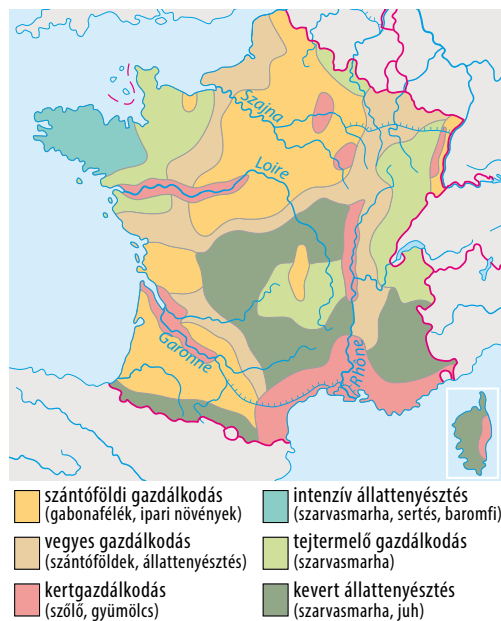 Szajna
Loire
Garonne
Rhône
szántóföldi gazdálkodás
(gabonafélék, ipari növények)
vegyes gazdálkodás
(szántóföldek, állattenyésztés)
kertgazdálkodás
(szőlő, gyümölcs)
intenzív állattenyésztés
(szarvasmarha, sertés, baromfi)
tejtermelő gazdálkodás
(szarvasmarha)
kevert állattenyésztés
(szarvasmarha, juh)